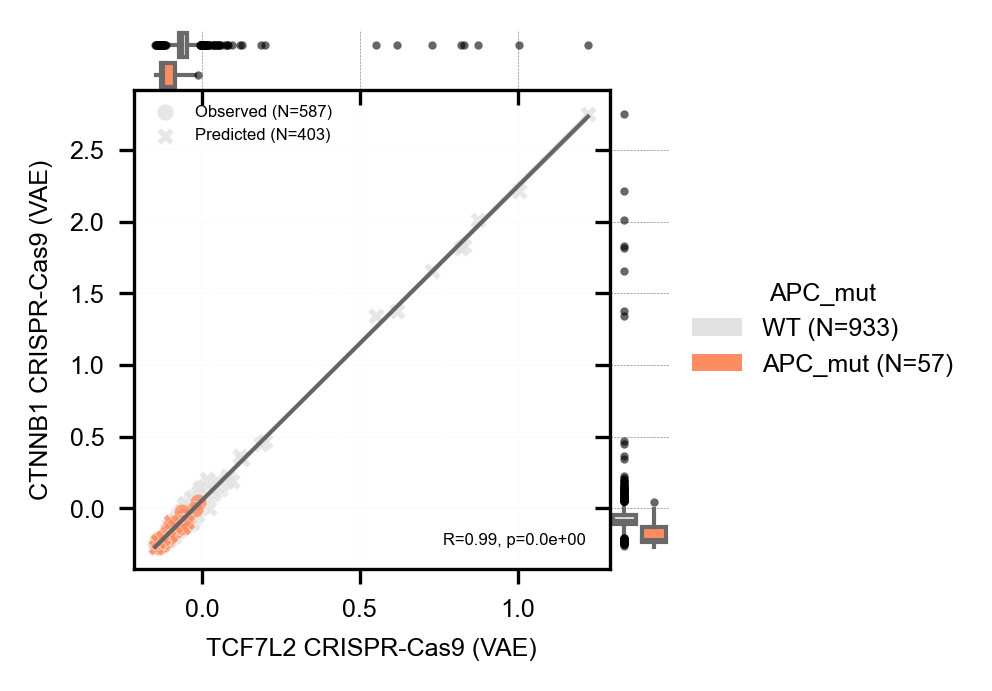 Observed (N=587)
Predicted (N=403)
2.5
2.0
1.5
1.0
0.5
0.0
CTNNB1 CRISPR-Cas9 (VAE)
R=0.99, p=0.0e+00
0.0
0.5
1.0
TCF7L2 CRISPR-Cas9 (VAE)
APC_mut
WT (N=933)
APC_mut (N=57)